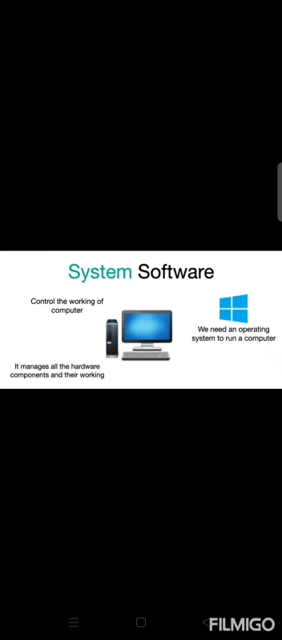 System Software
Control the working of
computer
We need an operating
system to run a computer
It manages all the hardware
components and their working
FILMIGO